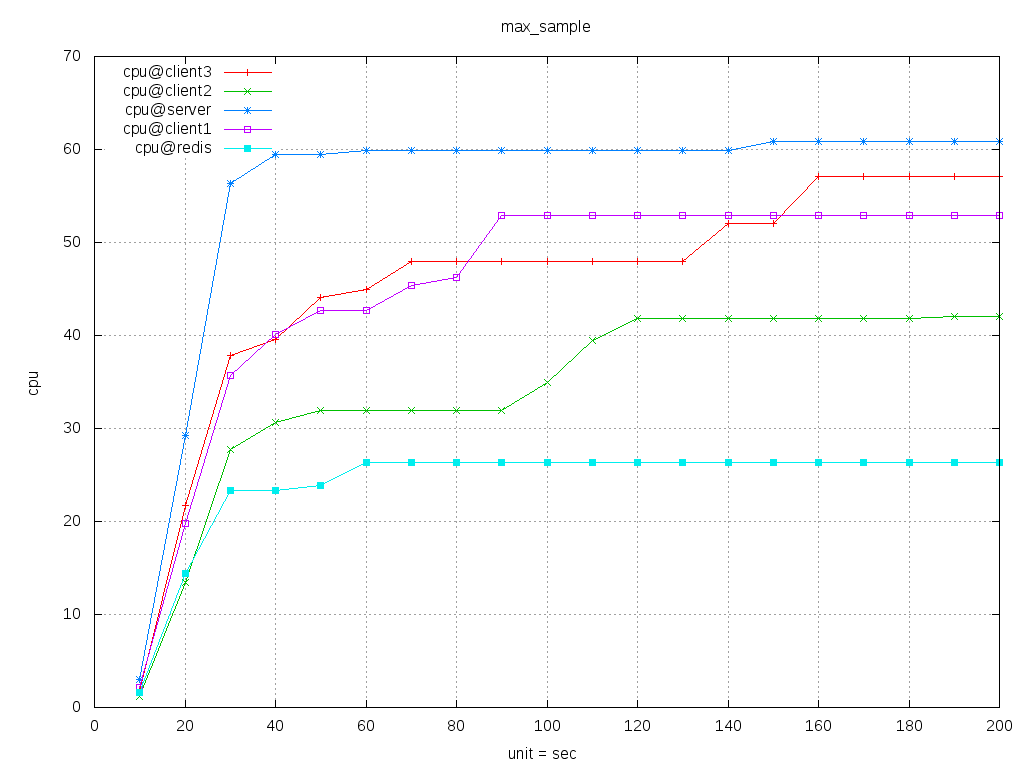 max_sample
70
60
50
40
30
20
10
0
cpu
cpu@client3
cpu@client2
cpu@server
cpu@client1
cpu@redis
0 20 40 60 80 100 120 140 160 180 200
unit = sec